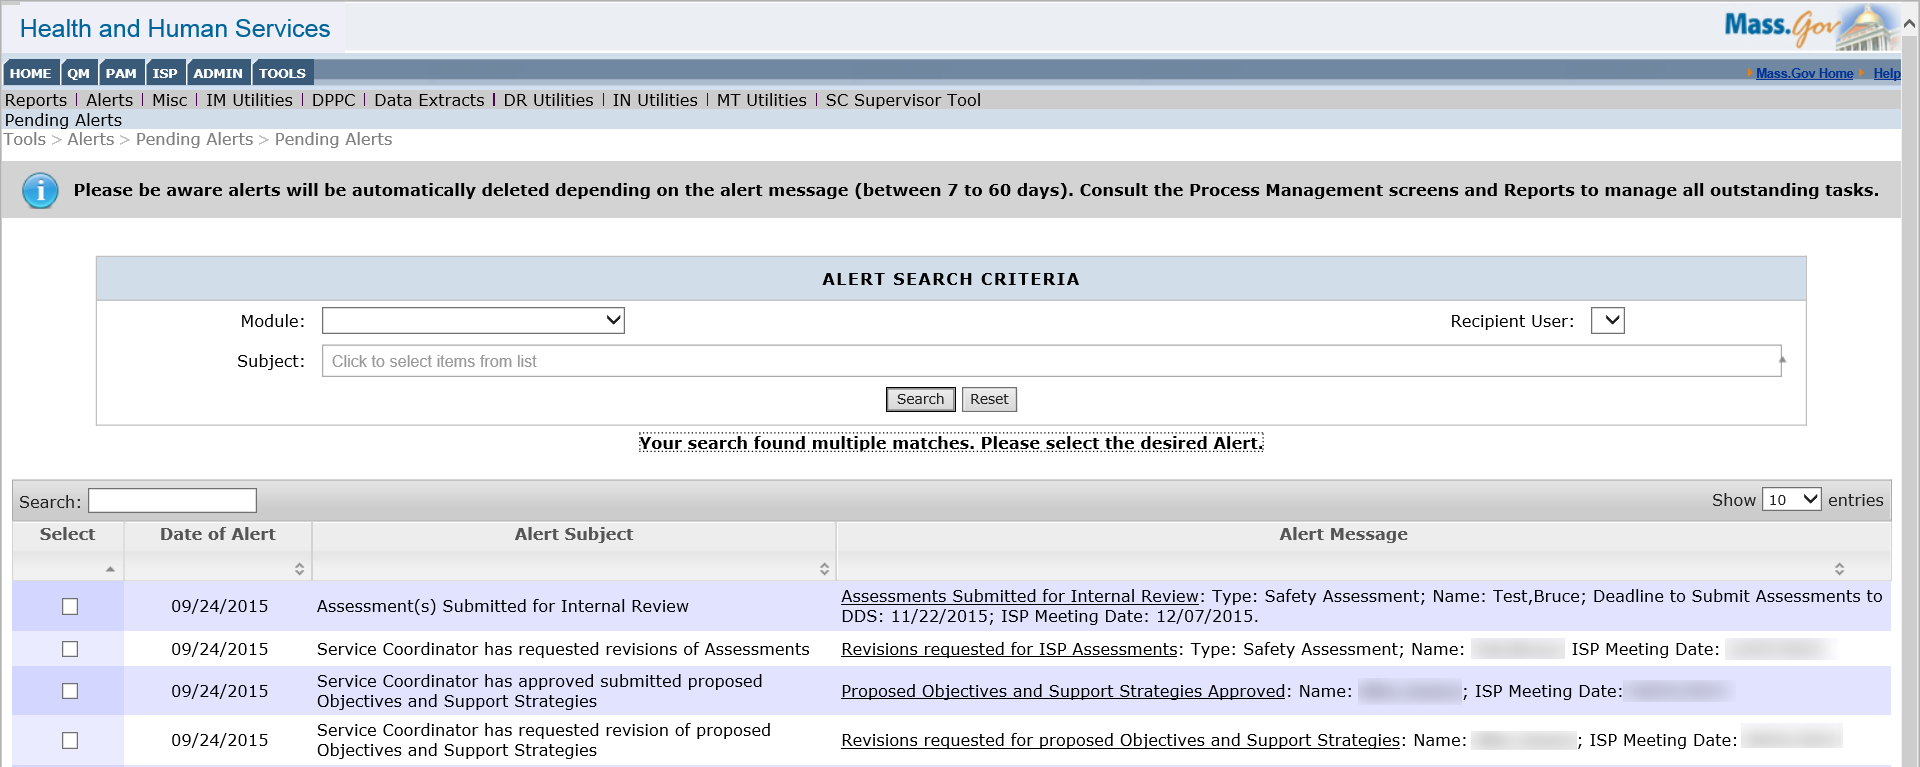 Health and Human Services
Mass.Gov
HOME QM PAM ISP ADMIN TOOLS
Mass.Gov Home Help
Reports | Alerts | Misc | IM Utilities | DPPC | Data Extracts | DR Utilities | IN Utilities | MT Utilities | SC Supervisor Tool
Pending Alerts
Tools > Alerts > Pending Alerts > Pending Alerts
Please be aware alerts will be automatically deleted depending on the alert message (between 7 to 60 days). Consult the Process Management screens and Reports to manage all outstanding tasks.
ALERT SEARCH CRITERIA
Module: Recipient User:
Subject: Click to select items from list
Search Reset
Your search found multiple matches. Please select the desired Alert.
Search: Show 10 entries
Select Date of Alert Alert Subject Alert Message
09/24/2015 Assessment(s) Submitted for Internal Review Assessments Submitted for Internal Review: Type: Safety Assessment; Name: Test,Bruce; Deadline to Submit Assessments to
DDS: 11/22/2015; ISP Meeting Date: 12/07/2015.
09/24/2015 Service Coordinator has requested revisions of Assessments Revisions requested for ISP Assessments: Type: Safety Assessment; Name: ISP Meeting Date:
Service Coordinator has approved submitted proposed
09/24/2015 Objectives and Support Strategies Proposed Objectives and Support Strategies Approved: Name: ; ISP Meeting Date:
Service Coordinator has requested revision of proposed
09/24/2015 Objectives and Support Strategies Revisions requested for proposed Objectives and Support Strategies: Name: ; ISP Meeting Date: